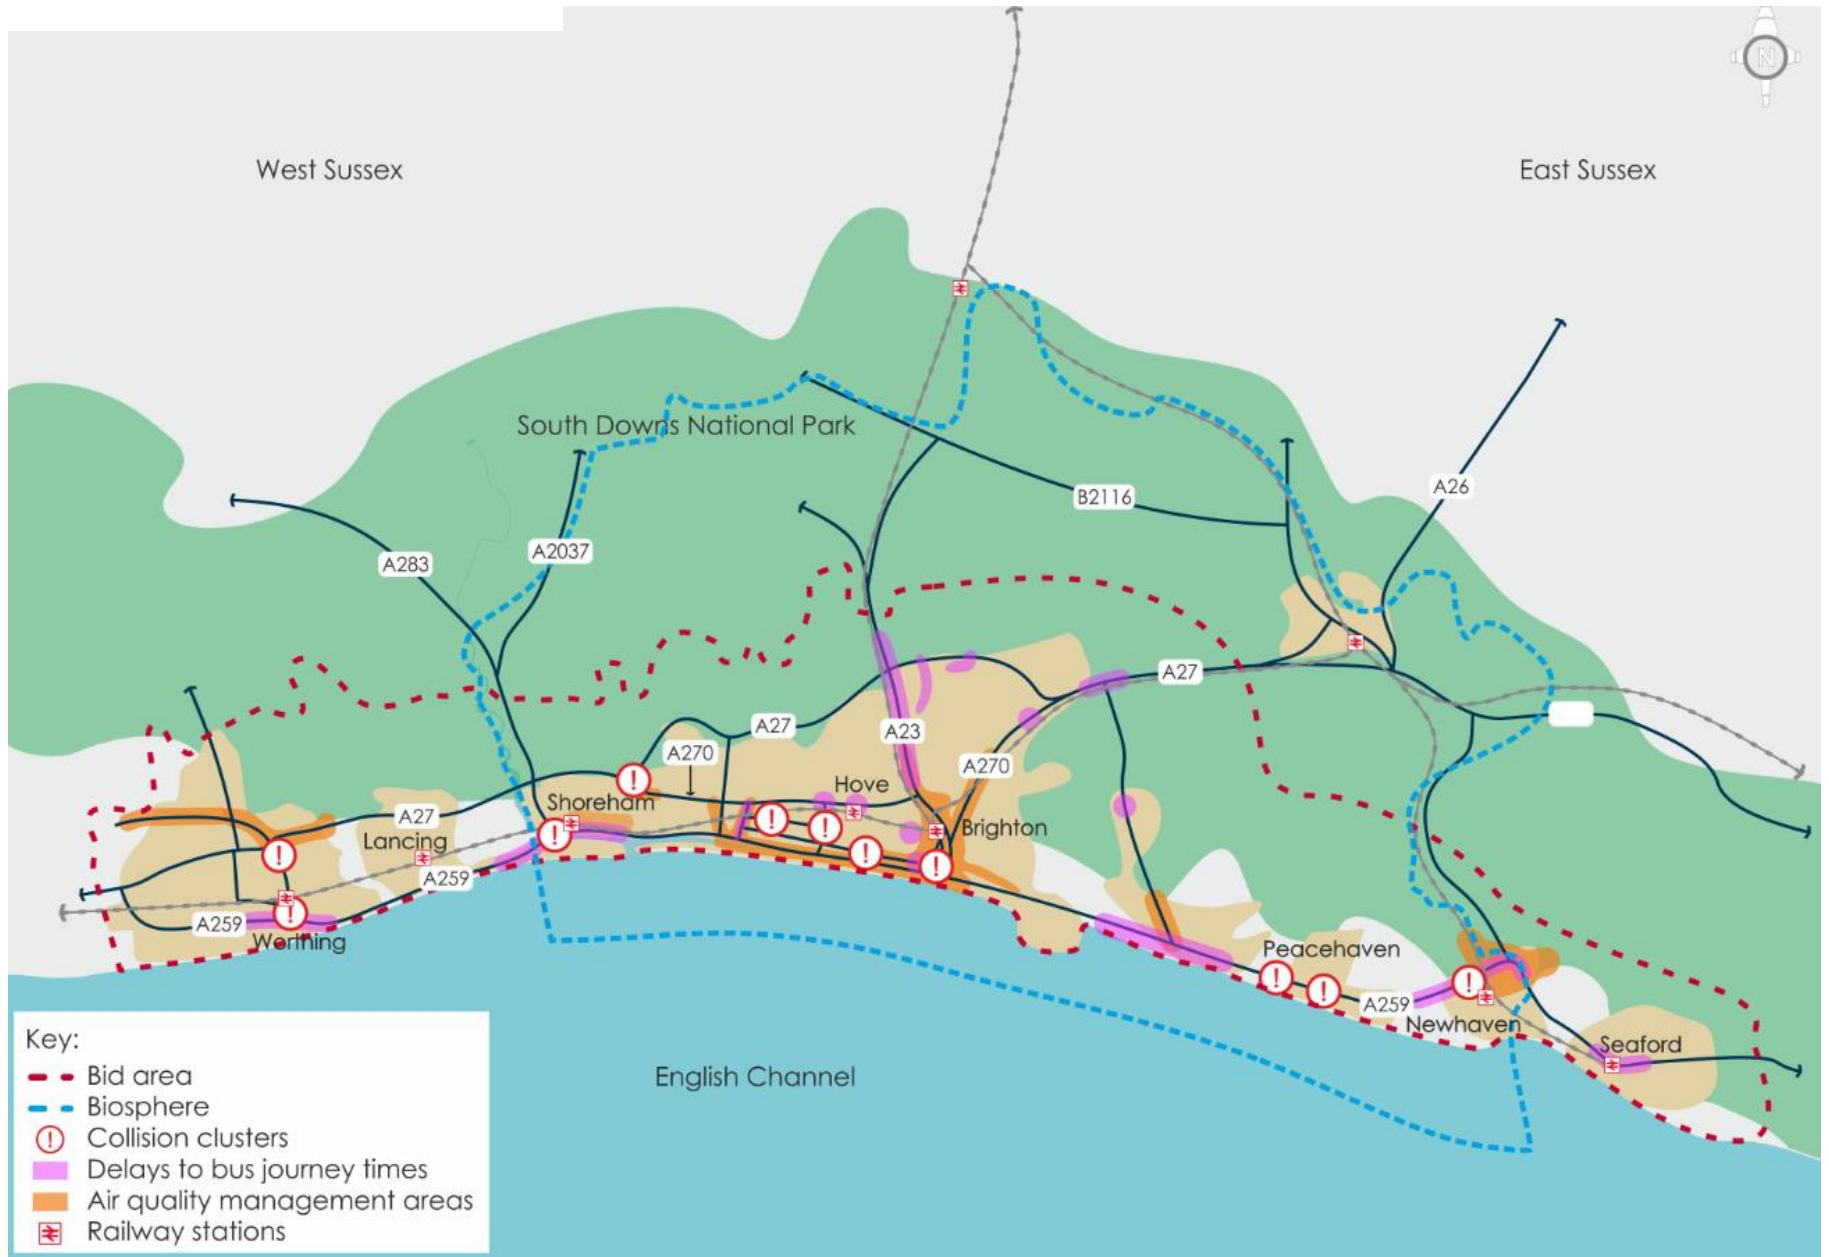 N
West Sussex
East Sussex
South Downs National Park
A26
B2116
A2037
A283
A27
A27
A23
A270
A270
Hove
Shoreham
Brighton
A27
Lancing
A259
A259
Worthing
Peacehaven
A259
Newhaven
Seaford
English Channel
Key:
Bid area
Biosphere
! Collision clusters
Delays to bus journey times
Air quality management areas
Railway stations